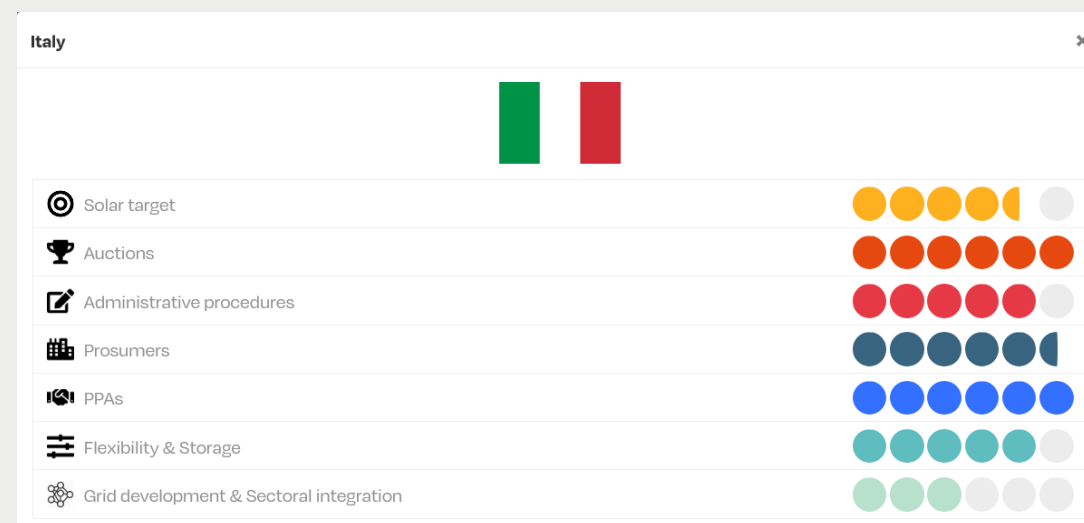 Italy
Solar target
Auctions
Administrative procedures
Prosumers
PPAs
Flexibility & Storage
Grid development & Sectoral integration